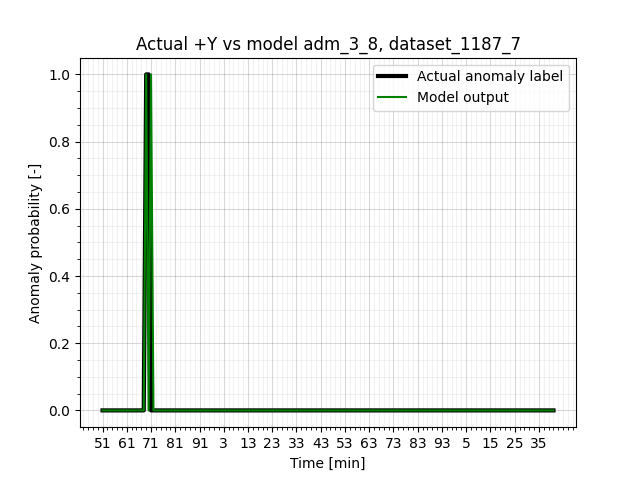 Actual +Y vs model adm_3_8, dataset_1187_7
Actual anomaly label
Model output
Anomaly probability [-]
1.0
0.8
0.6
0.4
0.2
0.0
51 61 71 81 91 3 13 23 33 43 53 63 73 83 93 5 15 25 35
Time [min]